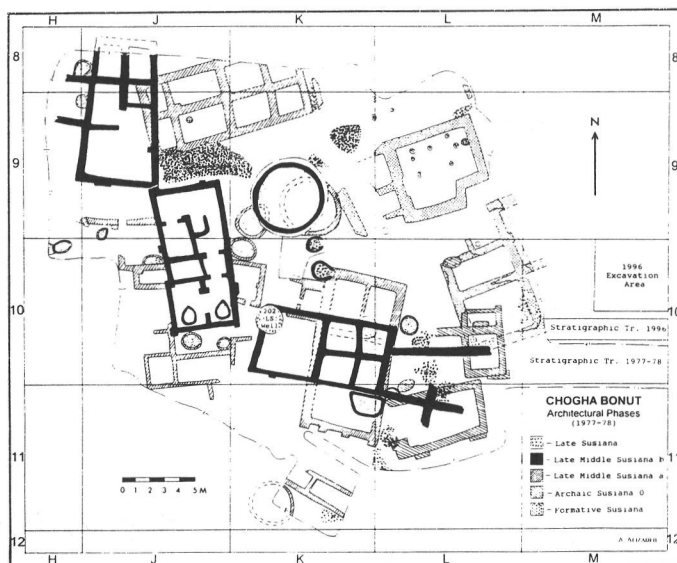 H J K L M
8 8
N
9 9
1996
Excavation
Area
10 10
202
LS
Well
Stratigraphic Tr. 1996
Stratigraphic Tr. 1977-78
CHOGHA BONUT
Architectural Phases
(1977-78)
- Late Susiana
- Late Middle Susiana b
- Late Middle Susiana a
- Archaic Susiana 0
- Formative Susiana
11 11
0 1 2 3 4 5 M
12 12
A. ALIZADEH
H J K L M